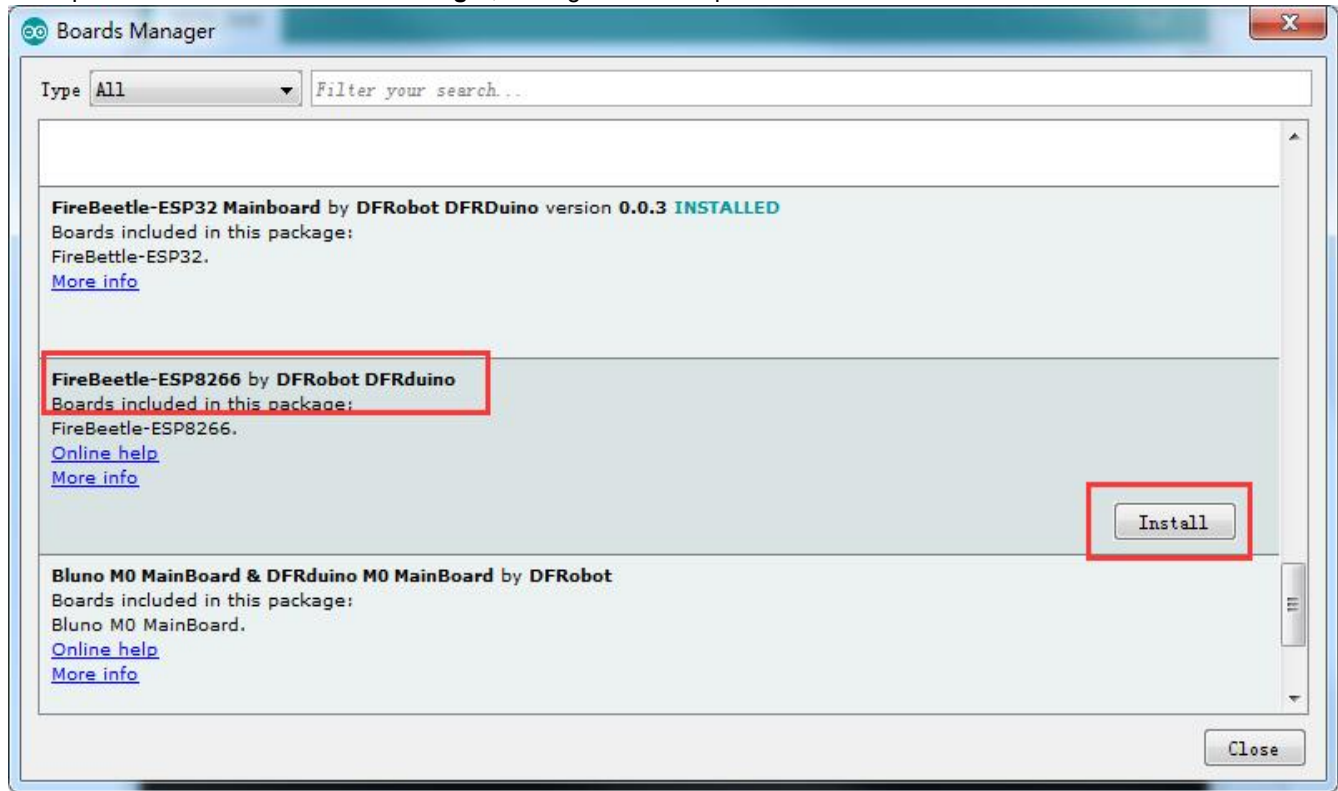 Boards Manager
Type All Filter your search...
FireBeetle-ESP32 Mainboard by DFRobot DFRDuino version 0.0.3 INSTALLED
Boards included in this package:
FireBettle-ESP32.
More info
FireBeetle-ESP8266 by DFRobot DFRduino
Boards included in this package:
FireBeetle-ESP8266.
Online help
More info
Install
Bluno M0 MainBoard & DFRduino M0 MainBoard by DFRobot
Boards included in this package:
Bluno M0 MainBoard.
Online help
More info
Close